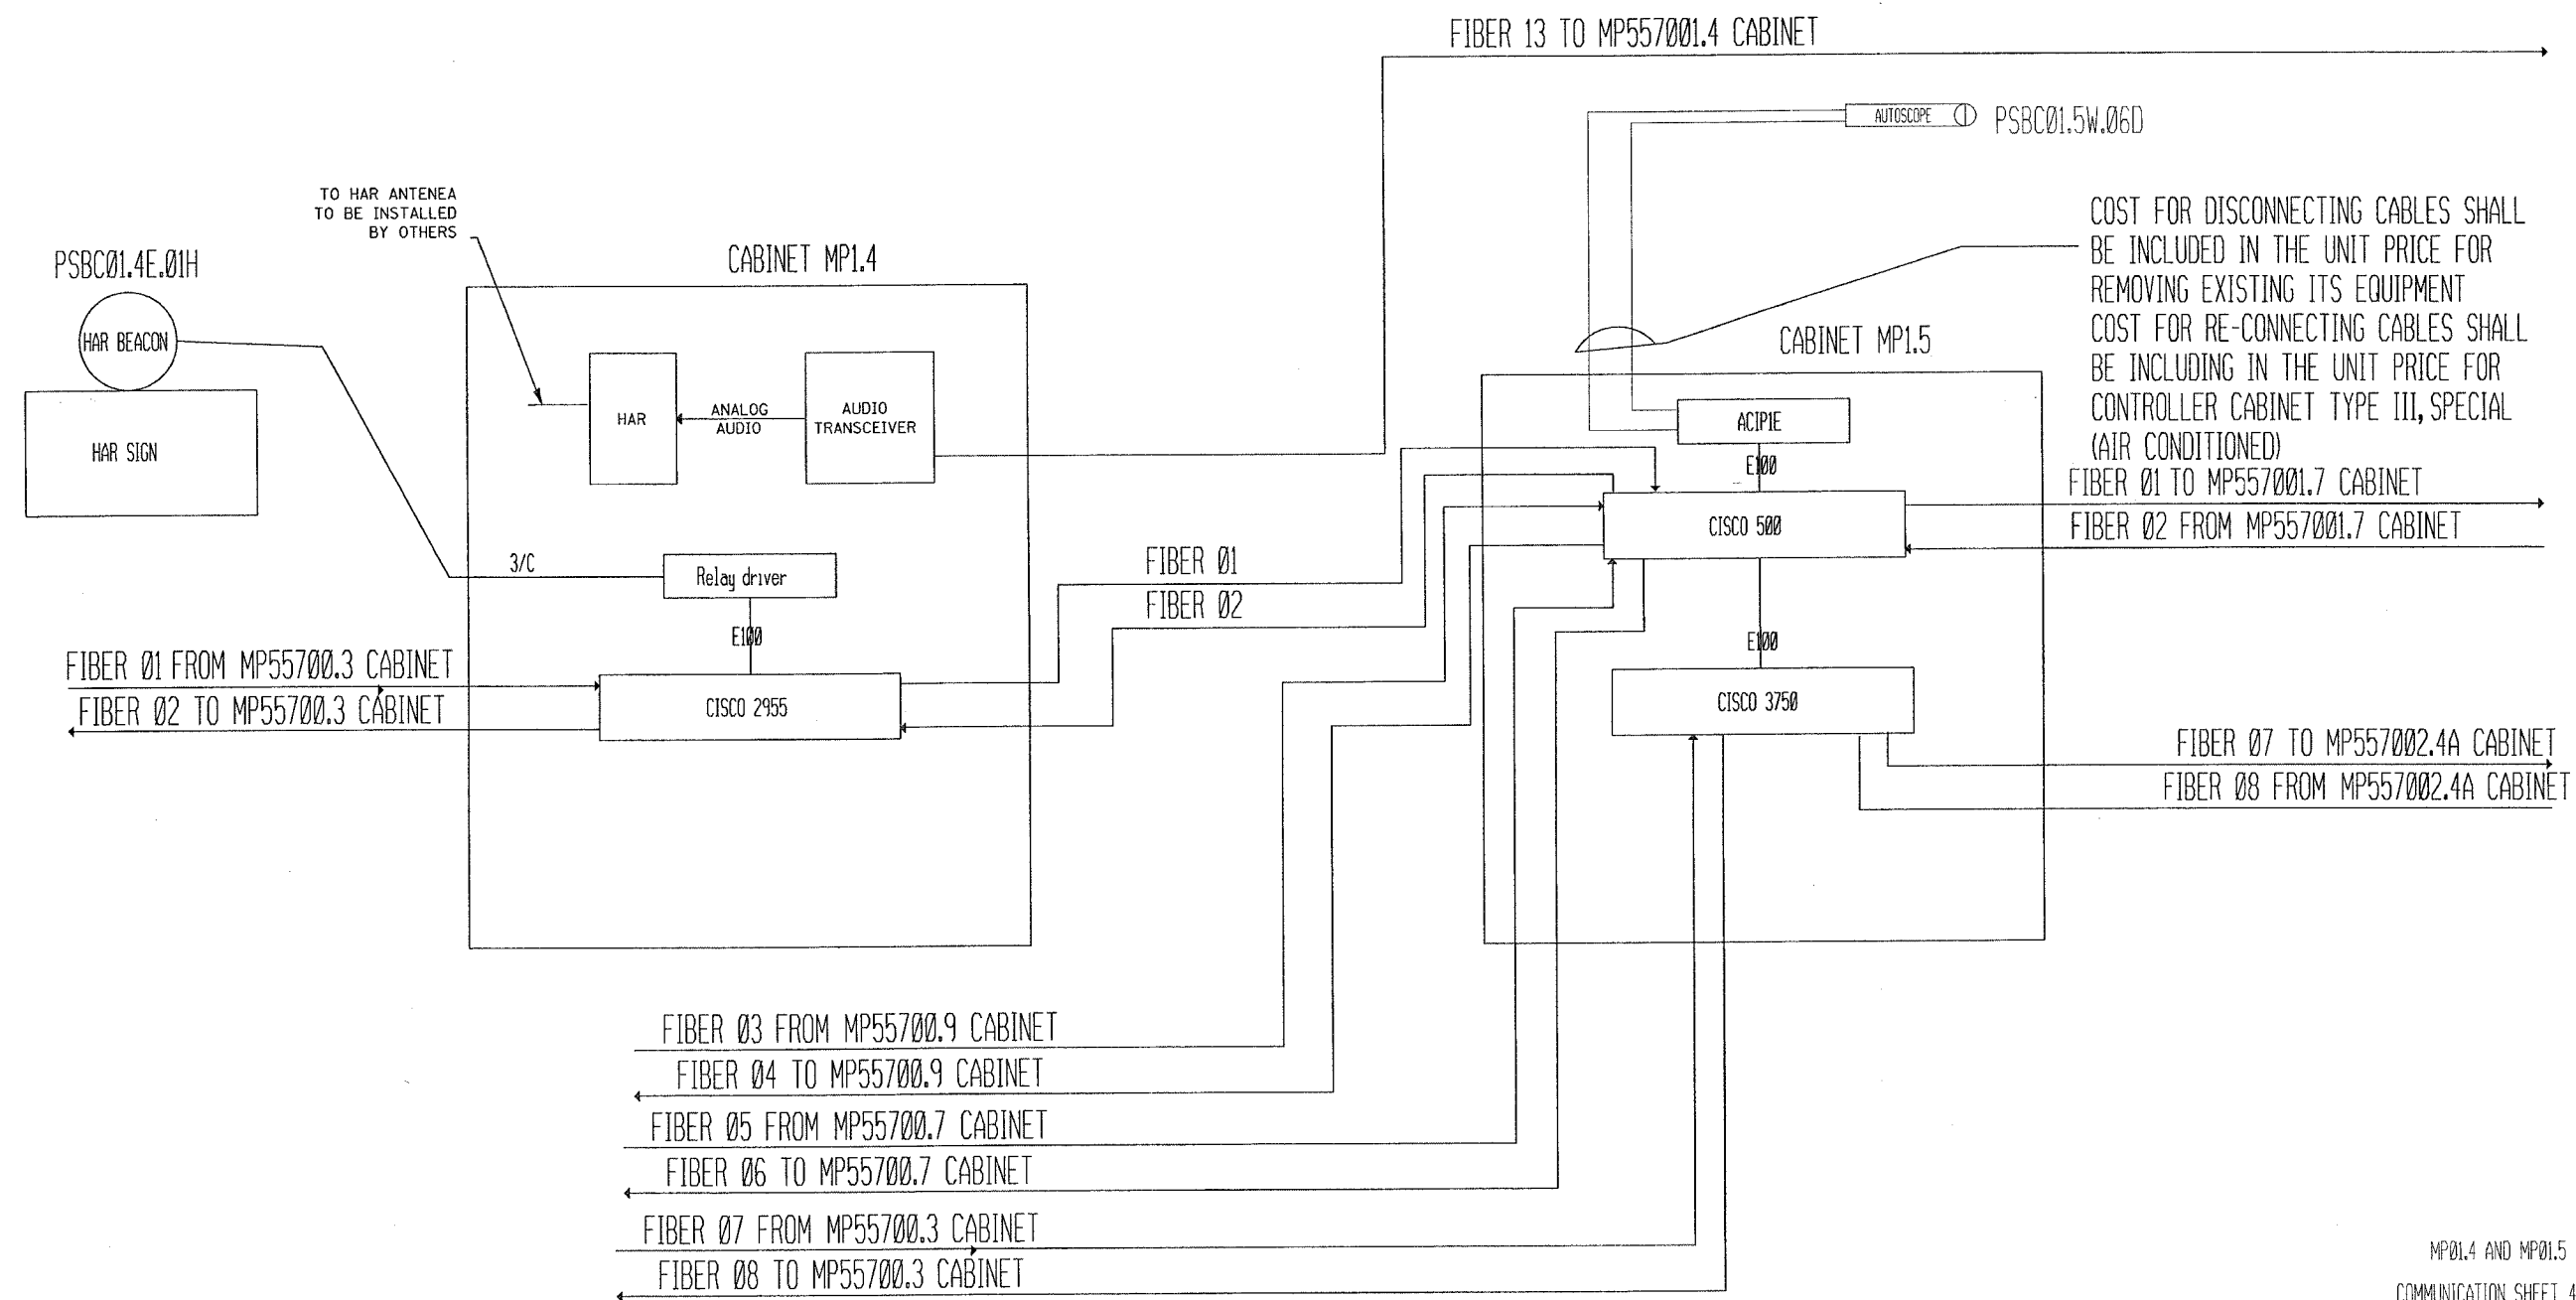 FIBER 13 TO MP557001.4 CABINET
AUTOSCOPE
PSBC01.5W.06D
TO HAR ANTENEA
TO BE INSTALLED
BY OTHERS
PSBC01.4E.01H
HAR BEACON
HAR SIGN
CABINET MP1.4
HAR
ANALOG
AUDIO
AUDIO
TRANSCEIVER
3/C
Relay driver
E100
FIBER 01 FROM MP55700.3 CABINET
FIBER 02 TO MP55700.3 CABINET
CISCO 2955
FIBER 01
FIBER 02
COST FOR DISCONNECTING CABLES SHALL
BE INCLUDED IN THE UNIT PRICE FOR
REMOVING EXISTING ITS EQUIPMENT
COST FOR RE-CONNECTING CABLES SHALL
BE INCLUDING IN THE UNIT PRICE FOR
CONTROLLER CABINET TYPE III, SPECIAL
(AIR CONDITIONED)
CABINET MP1.5
ACIP1E
E100
CISCO 500
E100
CISCO 3750
FIBER 01 TO MP557001.7 CABINET
FIBER 02 FROM MP557001.7 CABINET
FIBER 07 TO MP557002.4A CABINET
FIBER 08 FROM MP557002.4A CABINET
FIBER 03 FROM MP55700.9 CABINET
FIBER 04 TO MP55700.9 CABINET
FIBER 05 FROM MP55700.7 CABINET
FIBER 06 TO MP55700.7 CABINET
FIBER 07 FROM MP55700.3 CABINET
FIBER 08 TO MP55700.3 CABINET
MP01.4 AND MP01.5
COMMUNICATION SHEET 4